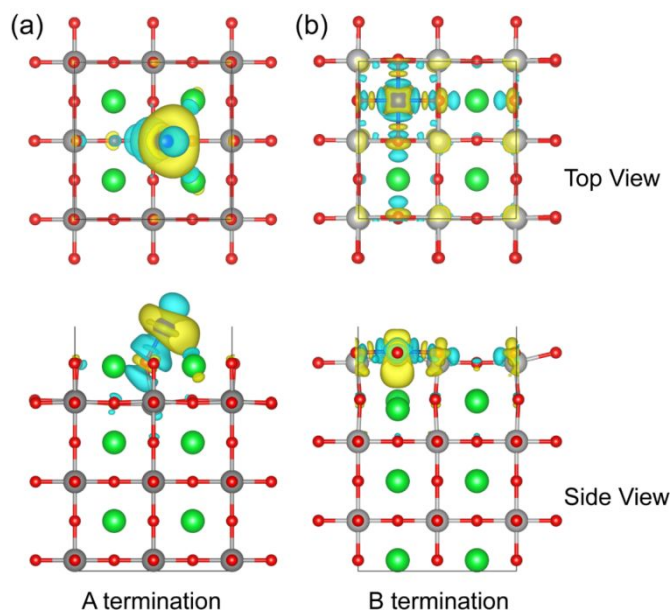 (a)
(b)
Top View
Side View
A termination
B termination